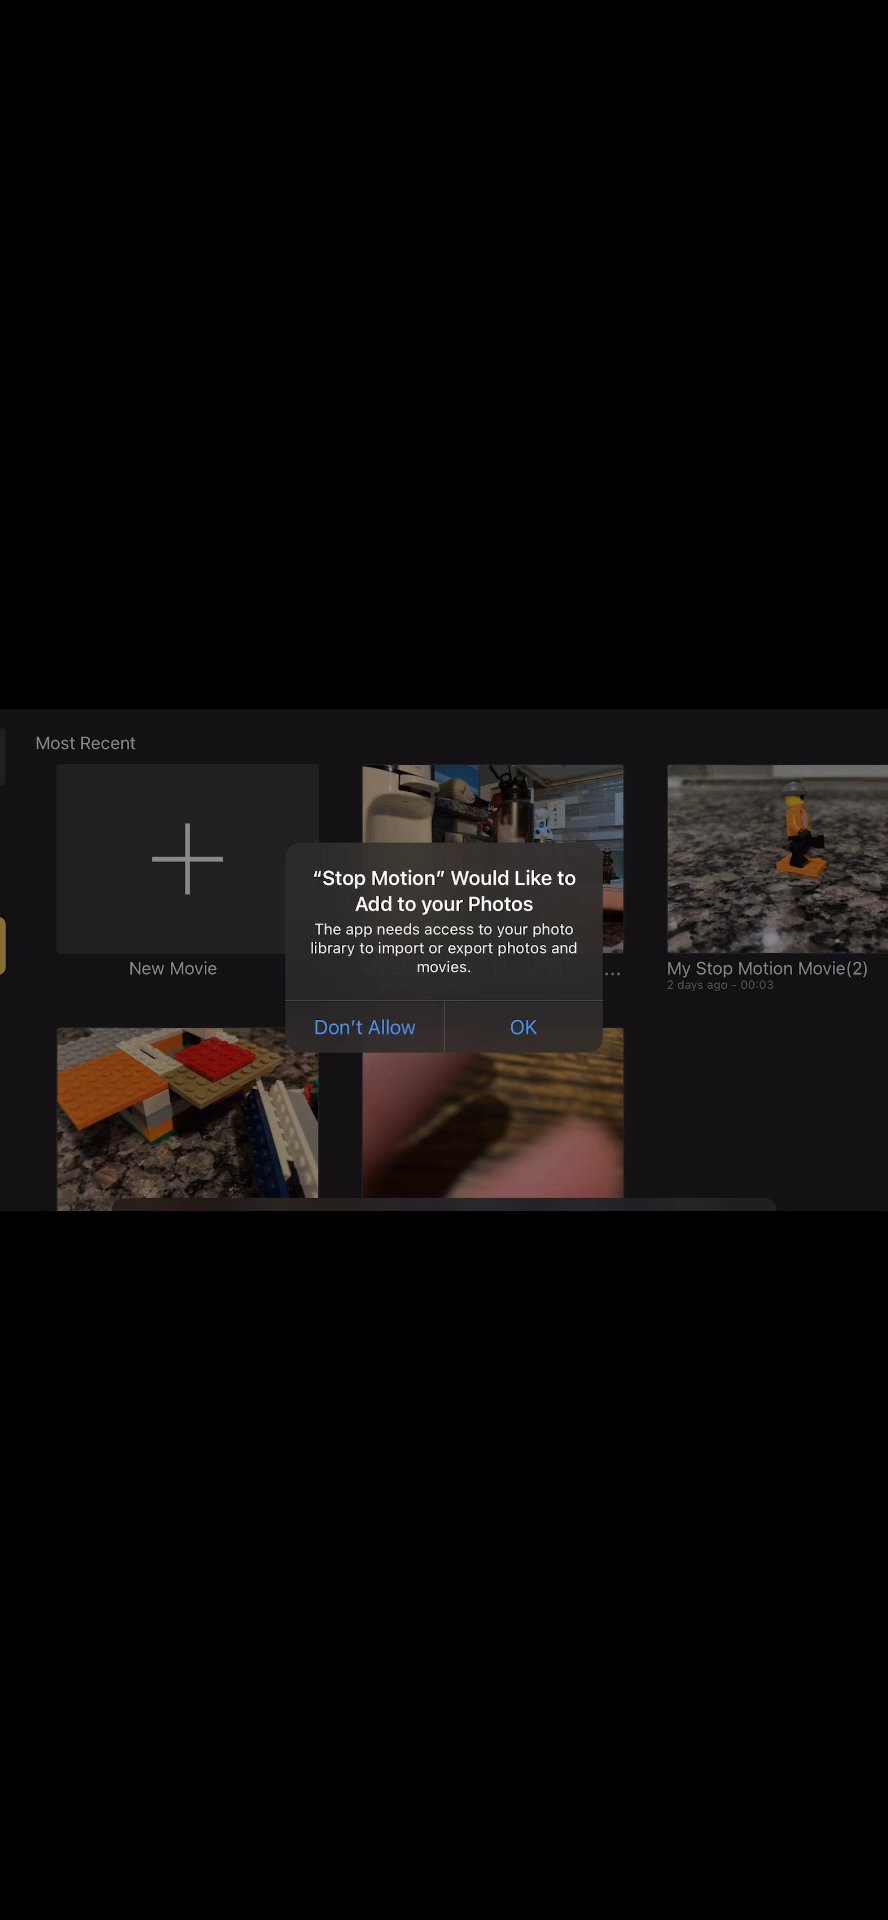 Most Recent
“Stop Motion” Would Like to
Add to your Photos
The app needs access to your photo
library to import or export photos and
movies.
New Movie
...
My Stop Motion Movie(2)
2 days ago - 00:03
Don’t Allow
OK